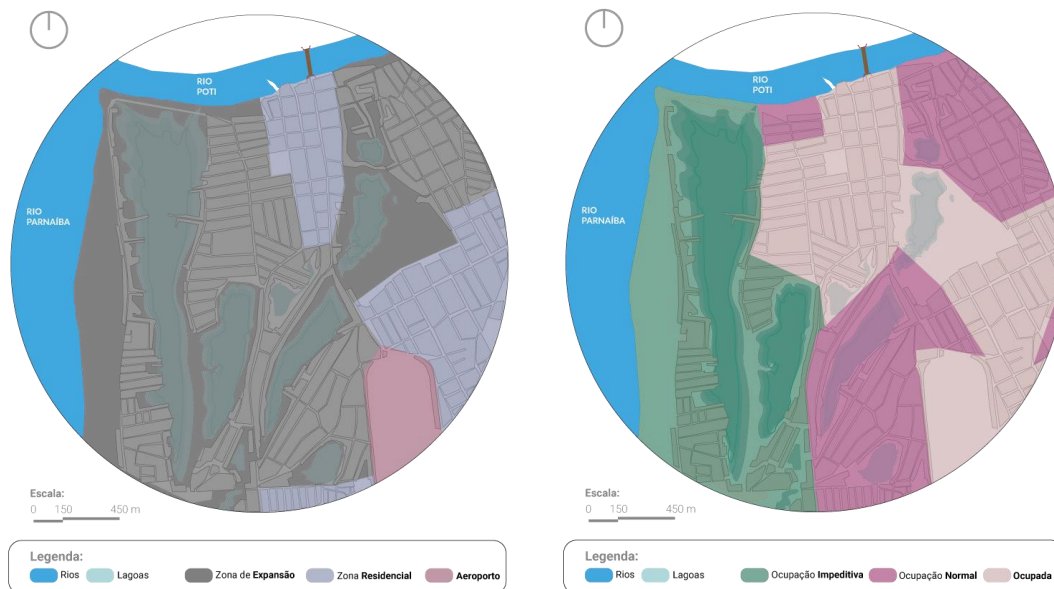 RIO
POTI
RIO
PARNAÍBA
Escala:
0 150 450 m
Legenda:
Rios Lagoas Zona de Expansão Zona Residencial Aeroporto
RIO
POTI
RIO
PARNAÍBA
Escala:
0 150 450 m
Legenda:
Rios Lagoas Ocupação Impeditiva Ocupação Normal Ocupada